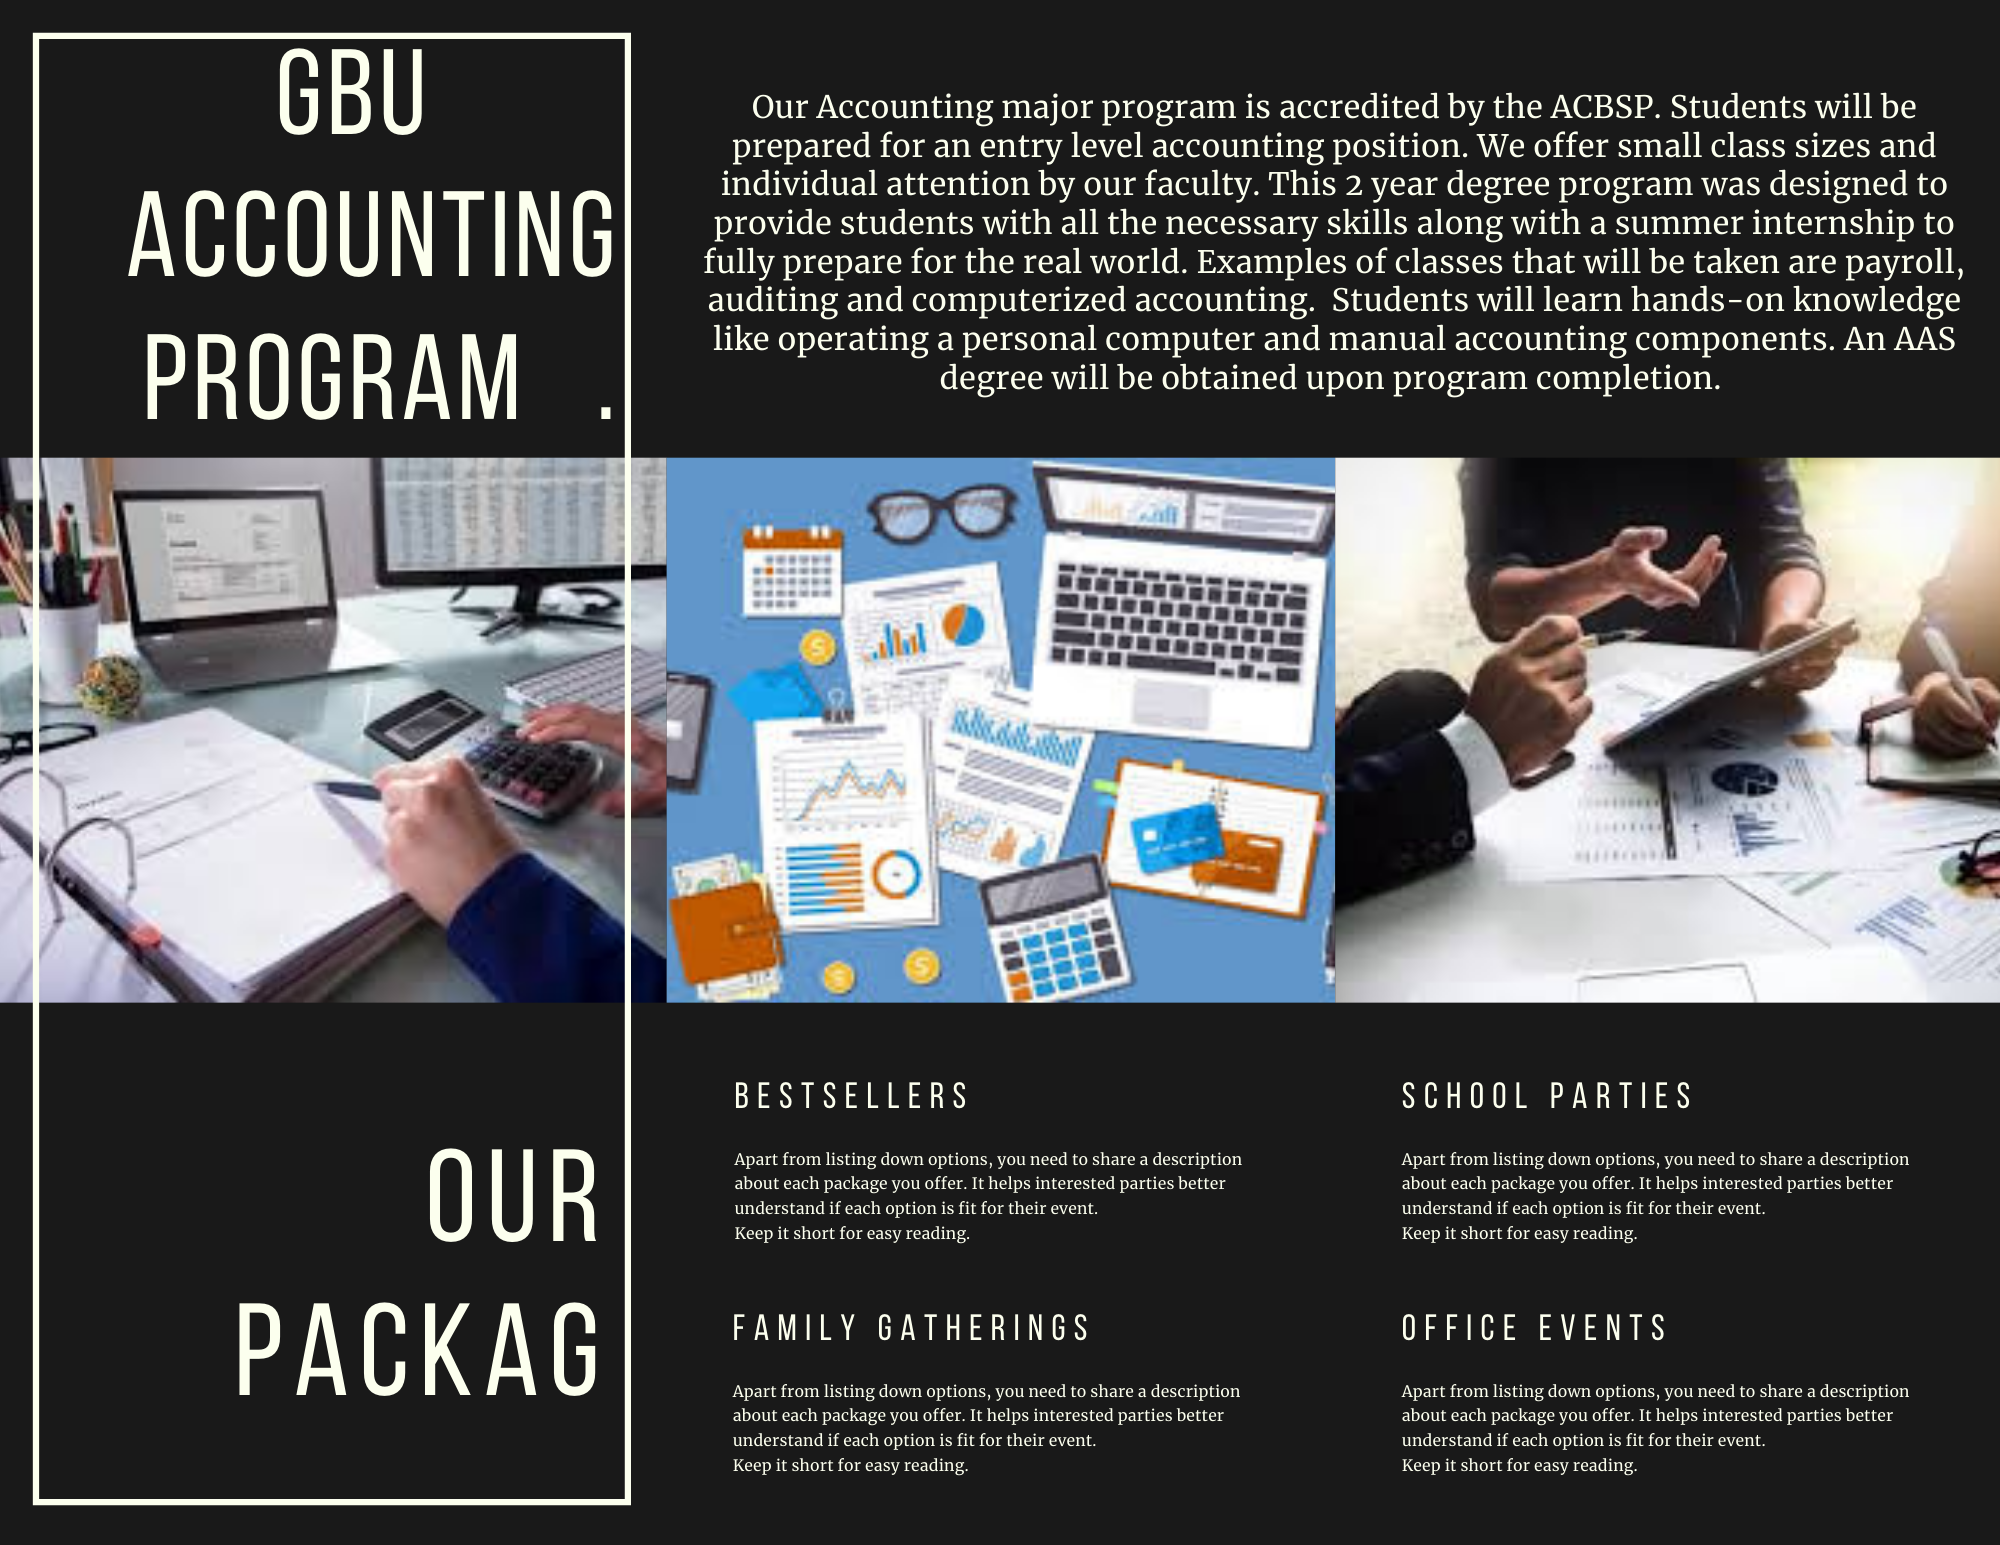 GBU
ACCOUNTING
PROGRAM .
Our Accounting major program is accredited by the ACBSP. Students will be
prepared for an entry level accounting position. We offer small class sizes and
individual attention by our faculty. This 2 year degree program was designed to
provide students with all the necessary skills along with a summer internship to
fully prepare for the real world. Examples of classes that will be taken are payroll,
auditing and computerized accounting.  Students will learn hands-on knowledge
like operating a personal computer and manual accounting components. An AAS
degree will be obtained upon program completion.
OUR
PACKAG
BESTSELLERS
Apart from listing down options, you need to share a description
about each package you offer. It helps interested parties better
understand if each option is fit for their event.
Keep it short for easy reading.
SCHOOL PARTIES
Apart from listing down options, you need to share a description
about each package you offer. It helps interested parties better
understand if each option is fit for their event.
Keep it short for easy reading.
FAMILY GATHERINGS
Apart from listing down options, you need to share a description
about each package you offer. It helps interested parties better
understand if each option is fit for their event.
Keep it short for easy reading.
OFFICE EVENTS
Apart from listing down options, you need to share a description
about each package you offer. It helps interested parties better
understand if each option is fit for their event.
Keep it short for easy reading.